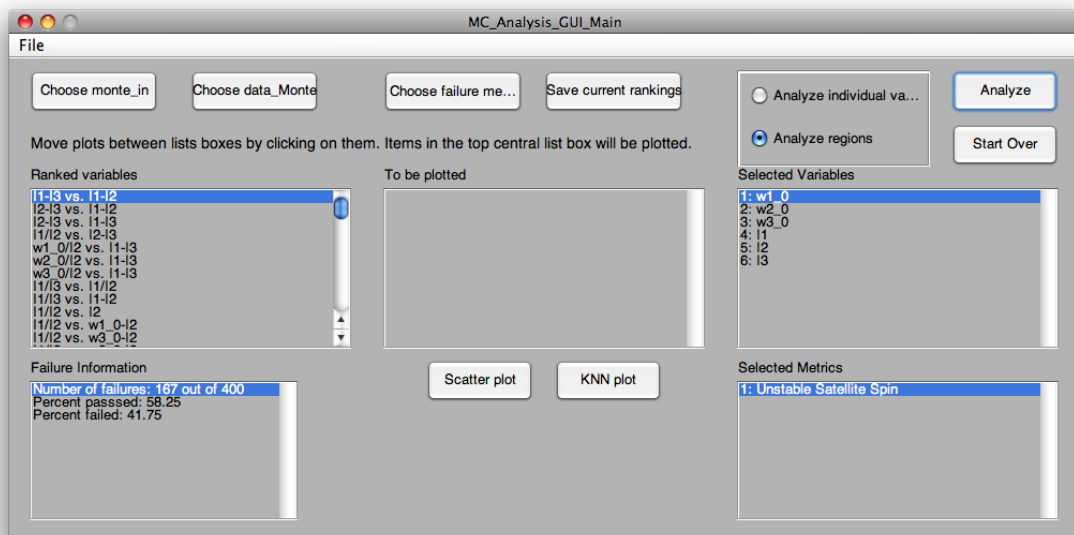 MC_Analysis_GUI_Main
File
Choose monte_in
Choose data_Monte
Choose failure me...
Save current rankings
Analyze individual va...
Analyze regions
Analyze
Start Over
Move plots between lists boxes by clicking on them. Items in the top central list box will be plotted.
Ranked variables
I1-I3 vs. I1-I2
I2-I3 vs. I1-I2
I2-I3 vs. I1-I3
I1/I2 vs. I2-I3
w1_0/I2 vs. I1-I3
w2_0/I2 vs. I1-I3
w3_0/I2 vs. I1-I3
I1/I3 vs. I1/I2
I1/I3 vs. I1-I2
I1/I2 vs. I2
I1/I2 vs. w1_0-I2
I1/I2 vs. w3_0-I2
To be plotted
Selected Variables
1: w1_0
2: w2_0
3: w3_0
4: I1
5: I2
6: I3
Failure Information
Number of failures: 167 out of 400
Percent passsed: 58.25
Percent failed: 41.75
Scatter plot
KNN plot
Selected Metrics
1: Unstable Satellite Spin